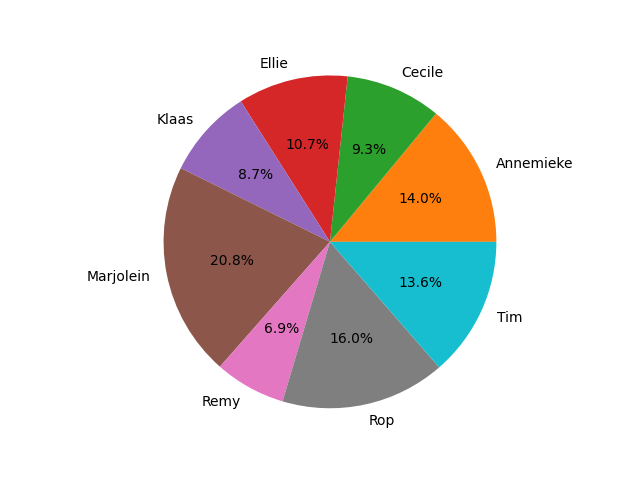 Ellie
Cecile
Klaas
10.7%
9.3%
Annemieke
8.7%
14.0%
20.8%
Marjolein
13.6%
Tim
6.9%
16.0%
Remy
Rop